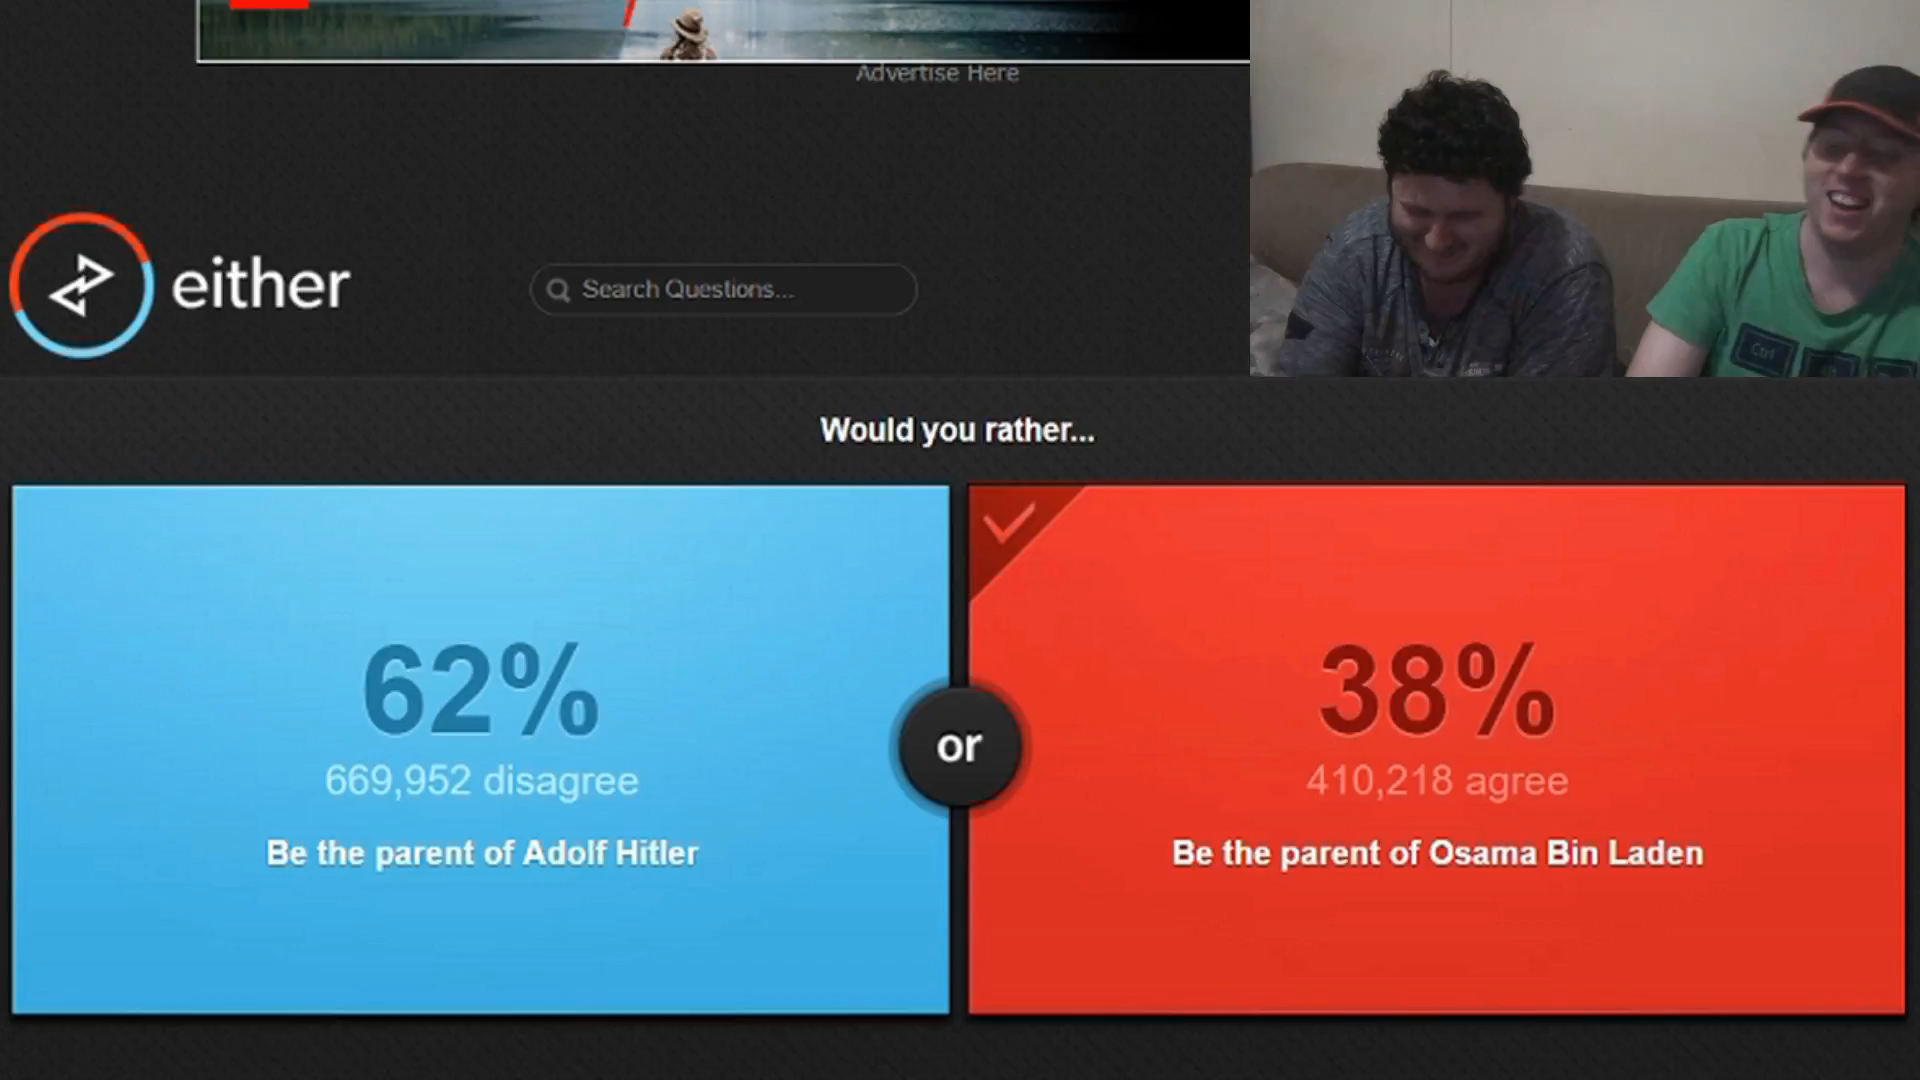 Advertise Here
either
Search Questions...
Would you rather...
62%
669,952 disagree
Be the parent of Adolf Hitler
or
38%
410,218 agree
Be the parent of Osama Bin Laden
Ctrl